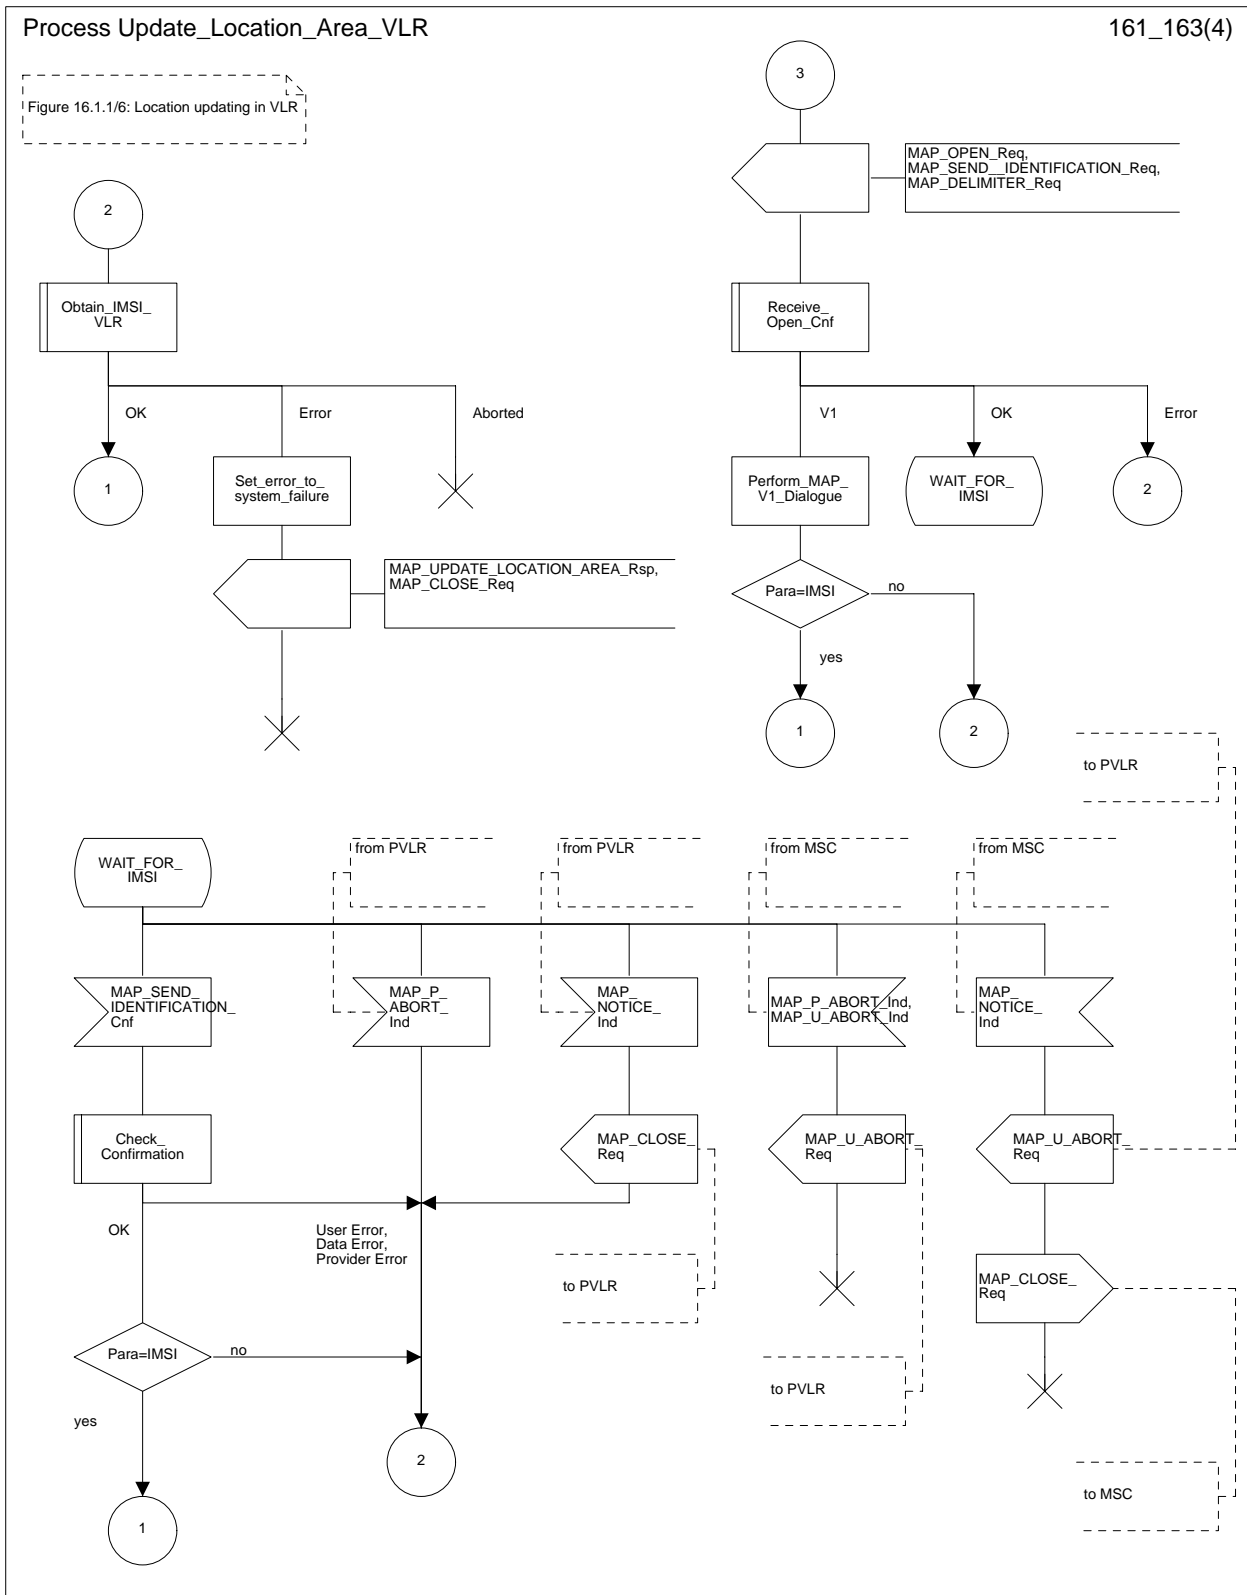 Process Update_Location_Area_VLR
161_163(4)
Figure 16.1.1/6: Location updating in VLR
3
MAP_OPEN_Req,
MAP_SEND__IDENTIFICATION_Req,
MAP_DELIMITER_Req
2
Obtain_IMSI_
VLR
Receive_
Open_Cnf
OK
Error
Aborted
V1
OK
Error
1
Set_error_to_
system_failure
Perform_MAP_
V1_Dialogue
WAIT_FOR_
IMSI
2
MAP_UPDATE_LOCATION_AREA_Rsp,
MAP_CLOSE_Req
Para=IMSI
no
yes
1
2
to PVLR
WAIT_FOR_
IMSI
from PVLR
from PVLR
from MSC
from MSC
MAP_SEND_
IDENTIFICATION_
Cnf
MAP_P_
ABORT_
Ind
MAP_
NOTICE_
Ind
MAP_P_ABORT_Ind,
MAP_U_ABORT_Ind
MAP_
NOTICE_
Ind
Check_
Confirmation
MAP_CLOSE_
Req
MAP_U_ABORT_
Req
MAP_U_ABORT_
Req
OK
User Error,
Data Error,
Provider Error
to PVLR
MAP_CLOSE_
Req
Para=IMSI
no
to PVLR
yes
2
to MSC
1